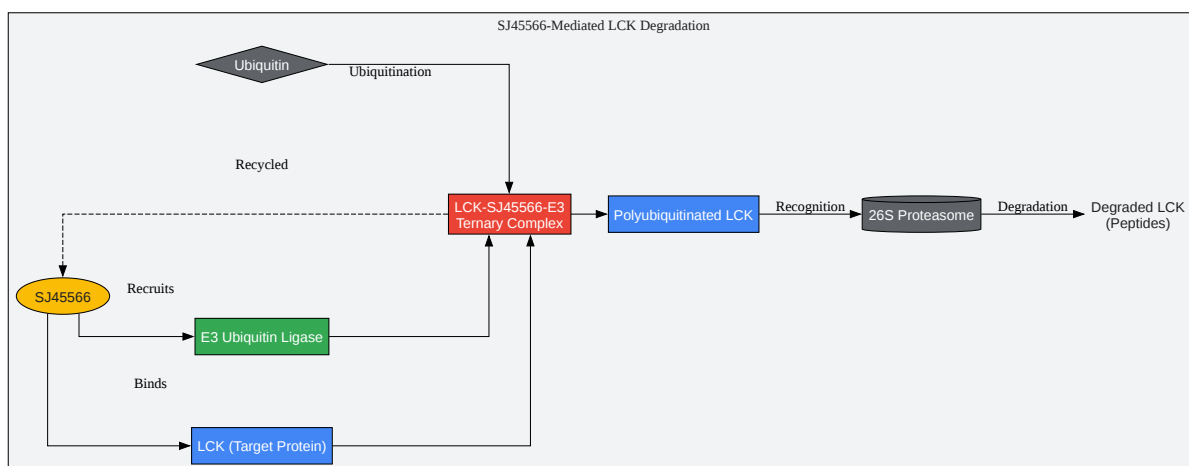 SJ45566-Mediated LCK Degradation
Ubiquitin
Ubiquitination
Recycled
LCK-SJ45566-E3
Ternary Complex
Polyubiquitinated LCK
Recognition
26S Proteasome
Degradation
Degraded LCK
(Peptides)
SJ45566
Recruits
E3 Ubiquitin Ligase
Binds
LCK (Target Protein)